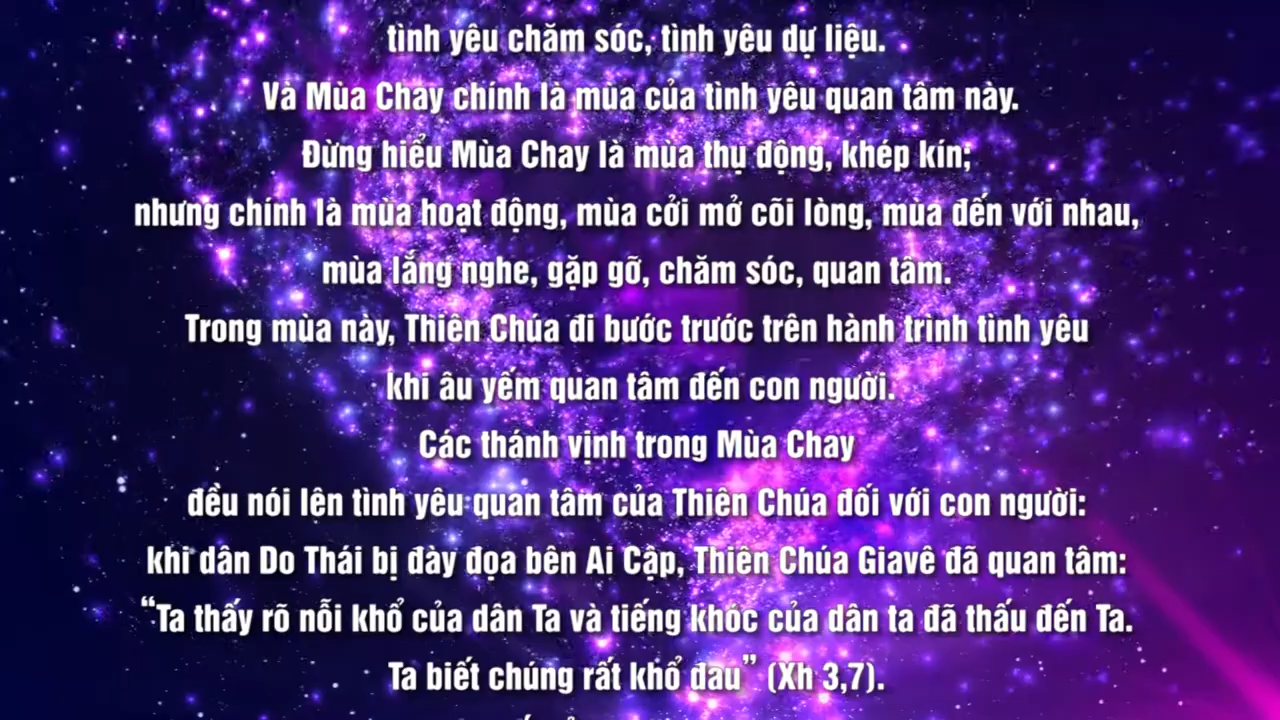 tình yêu chăm sóc, tình yêu dự liệu.
Và Mùa Chay chính là mùa của tình yêu quan tâm này.
Đừng hiểu Mùa Chay là mùa thụ động, khép kín;
nhưng chính là mùa hoạt động, mùa cởi mở cõi lòng, mùa đến với nhau,
mùa lắng nghe, gặp gỡ, chăm sóc, quan tâm.
Trong mùa này, Thiên Chúa đi bước trước trên hành trình tình yêu
khi âu yếm quan tâm đến con người.
Các thánh vịnh trong Mùa Chay
đều nói lên tình yêu quan tâm của Thiên Chúa đối với con người:
khi dân Do Thái bị đày đọa bên Ai Cập, Thiên Chúa Giavê đã quan tâm:
“Ta thấy rõ nỗi khổ của dân Ta và tiếng khóc của dân ta đã thấu đến Ta.
Ta biết chúng rất khổ đau” (Xh 3,7).